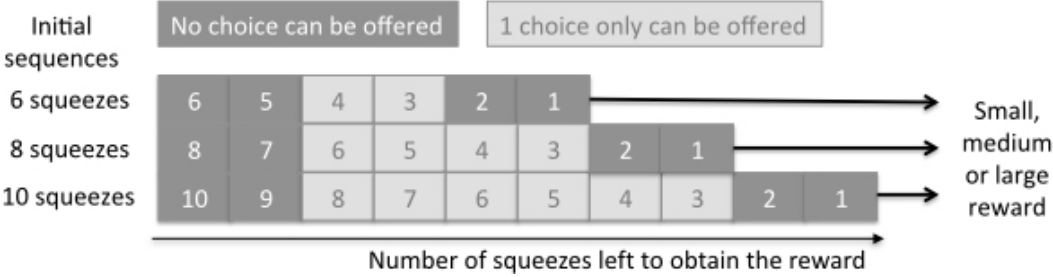 Initial
sequences
No choice can be offered
1 choice only can be offered
6 squeezes
6 5 4 3 2 1
8 squeezes
8 7 6 5 4 3 2 1
10 squeezes
10 9 8 7 6 5 4 3 2 1
Small,
medium
or large
reward
Number of squeezes left to obtain the reward